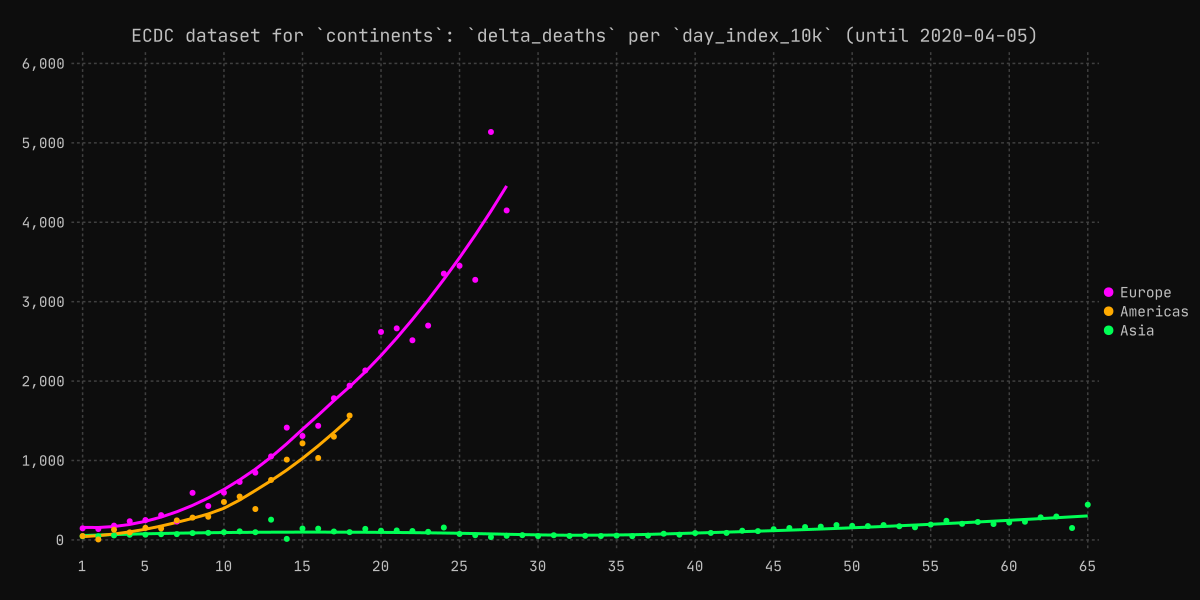 ECDC dataset for `continents`: `delta_deaths` per `day_index_10k` (until 2020-04-05)
6,000
5,000
4,000
3,000
2,000
1,000
0
Europe
Americas
Asia
1 5 10 15 20 25 30 35 40 45 50 55 60 65